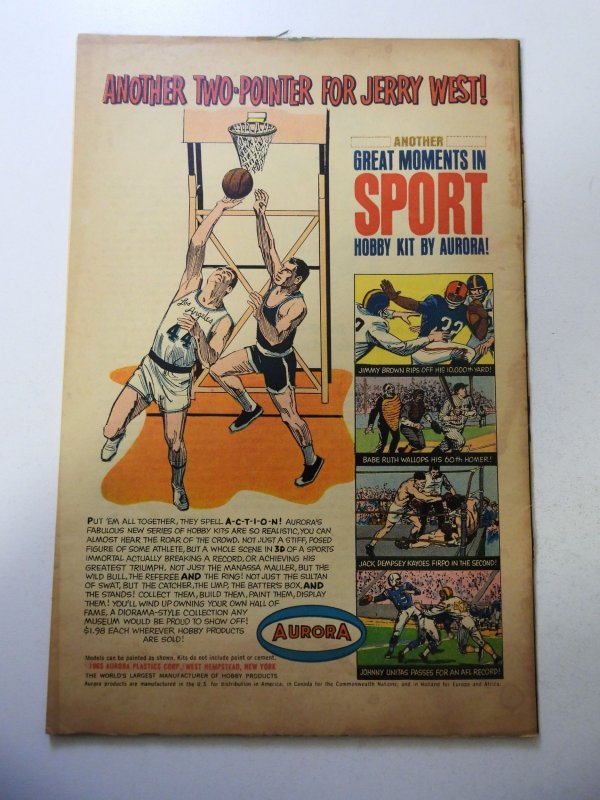 ANOTHER TWO-POINTER FOR JERRY WEST!
ANOTHER
GREAT MOMENTS IN
SPORT
HOBBY KIT BY AURORA!
Los Angeles
44
32
JIMMY BROWN RIPS OFF HIS 10,000th YARD!
BABE RUTH WALLOPS HIS 60th HOMER!
JACK DEMPSEY KAYOES FIRPO IN THE SECOND!
JOHNNY UNITAS PASSES FOR AN AFL RECORD!
PUT 'EM ALL TOGETHER, THEY SPELL A-C-T-I-O-N! AURORA'S
FABULOUS NEW SERIES OF HOBBY KITS ARE SO REALISTIC, YOU CAN
ALMOST HEAR THE ROAR OF THE CROWD. NOT JUST A STIFF, POSED
FIGURE OF SOME ATHLETE, BUT A WHOLE SCENE IN 3D OF A SPORTS
IMMORTAL ACTUALLY BREAKING A RECORD, OR ACHIEVING HIS
GREATEST TRIUMPH. NOT JUST THE MANASSA MAULER, BUT THE
WILD BULL, THE REFEREE AND THE RING! NOT JUST THE SULTAN
OF SWAT, BUT THE CATCHER, THE UMP, THE BATTER'S BOX, AND
THE STANDS! COLLECT THEM, BUILD THEM, PAINT THEM, DISPLAY
THEM! YOU'LL WIND UP OWNING YOUR OWN HALL OF
FAME, A DIORAMA-STYLE COLLECTION ANY
MUSEUM WOULD BE PROUD TO SHOW OFF!
$1.98 EACH WHEREVER HOBBY PRODUCTS
ARE SOLD!
AURORA
Models can be painted as shown. Kits do not include paint or cement.
1965 AURORA PLASTICS CORP., WEST HEMPSTEAD, NEW YORK
THE WORLD'S LARGEST MANUFACTURER OF HOBBY PRODUCTS
Aurora products are manufactured in the U.S. for distribution in America; in Canada for the Commonwealth Nations; and in Holland for Europe and Africa.